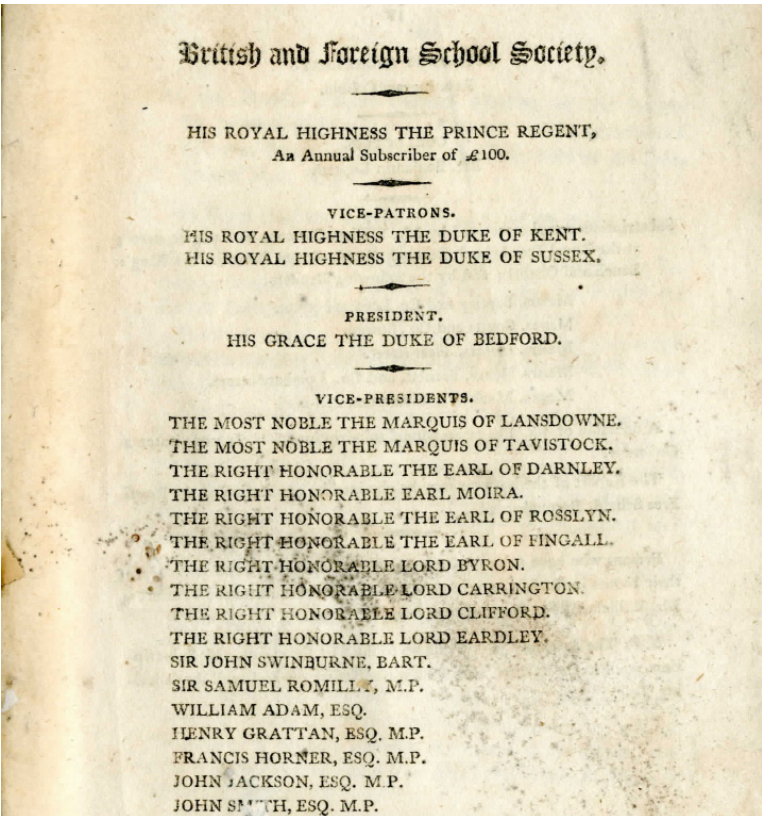 British and Foreign School Society.
HIS ROYAL HIGHNESS THE PRINCE REGENT,
An Annual Subscriber of £100.
VICE-PATRONS.
HIS ROYAL HIGHNESS THE DUKE OF KENT.
HIS ROYAL HIGHNESS THE DUKE OF SUSSEX.
PRESIDENT.
HIS GRACE THE DUKE OF BEDFORD.
VICE-PRESIDENTS.
THE MOST NOBLE THE MARQUIS OF LANSDOWNE.
THE MOST NOBLE THE MARQUIS OF TAVISTOCK.
THE RIGHT HONORABLE THE EARL OF DARNLEY.
THE RIGHT HONORABLE EARL MOIRA.
THE RIGHT HONORABLE THE EARL OF ROSSLYN.
THE RIGHT HONORABLE THE EARL OF FINGALL.
THE RIGHT HONORABLE LORD BYRON.
THE RIGHT HONORABLE LORD CARRINGTON.
THE RIGHT HONORABLE LORD CLIFFORD.
THE RIGHT HONORABLE LORD EARDLEY.
SIR JOHN SWINBURNE, BART.
SIR SAMUEL ROMILLY, M.P.
WILLIAM ADAM, ESQ.
HENRY GRATTAN, ESQ. M.P.
FRANCIS HORNER, ESQ. M.P.
JOHN JACKSON, ESQ. M.P.
JOHN SMITH, ESQ. M.P.